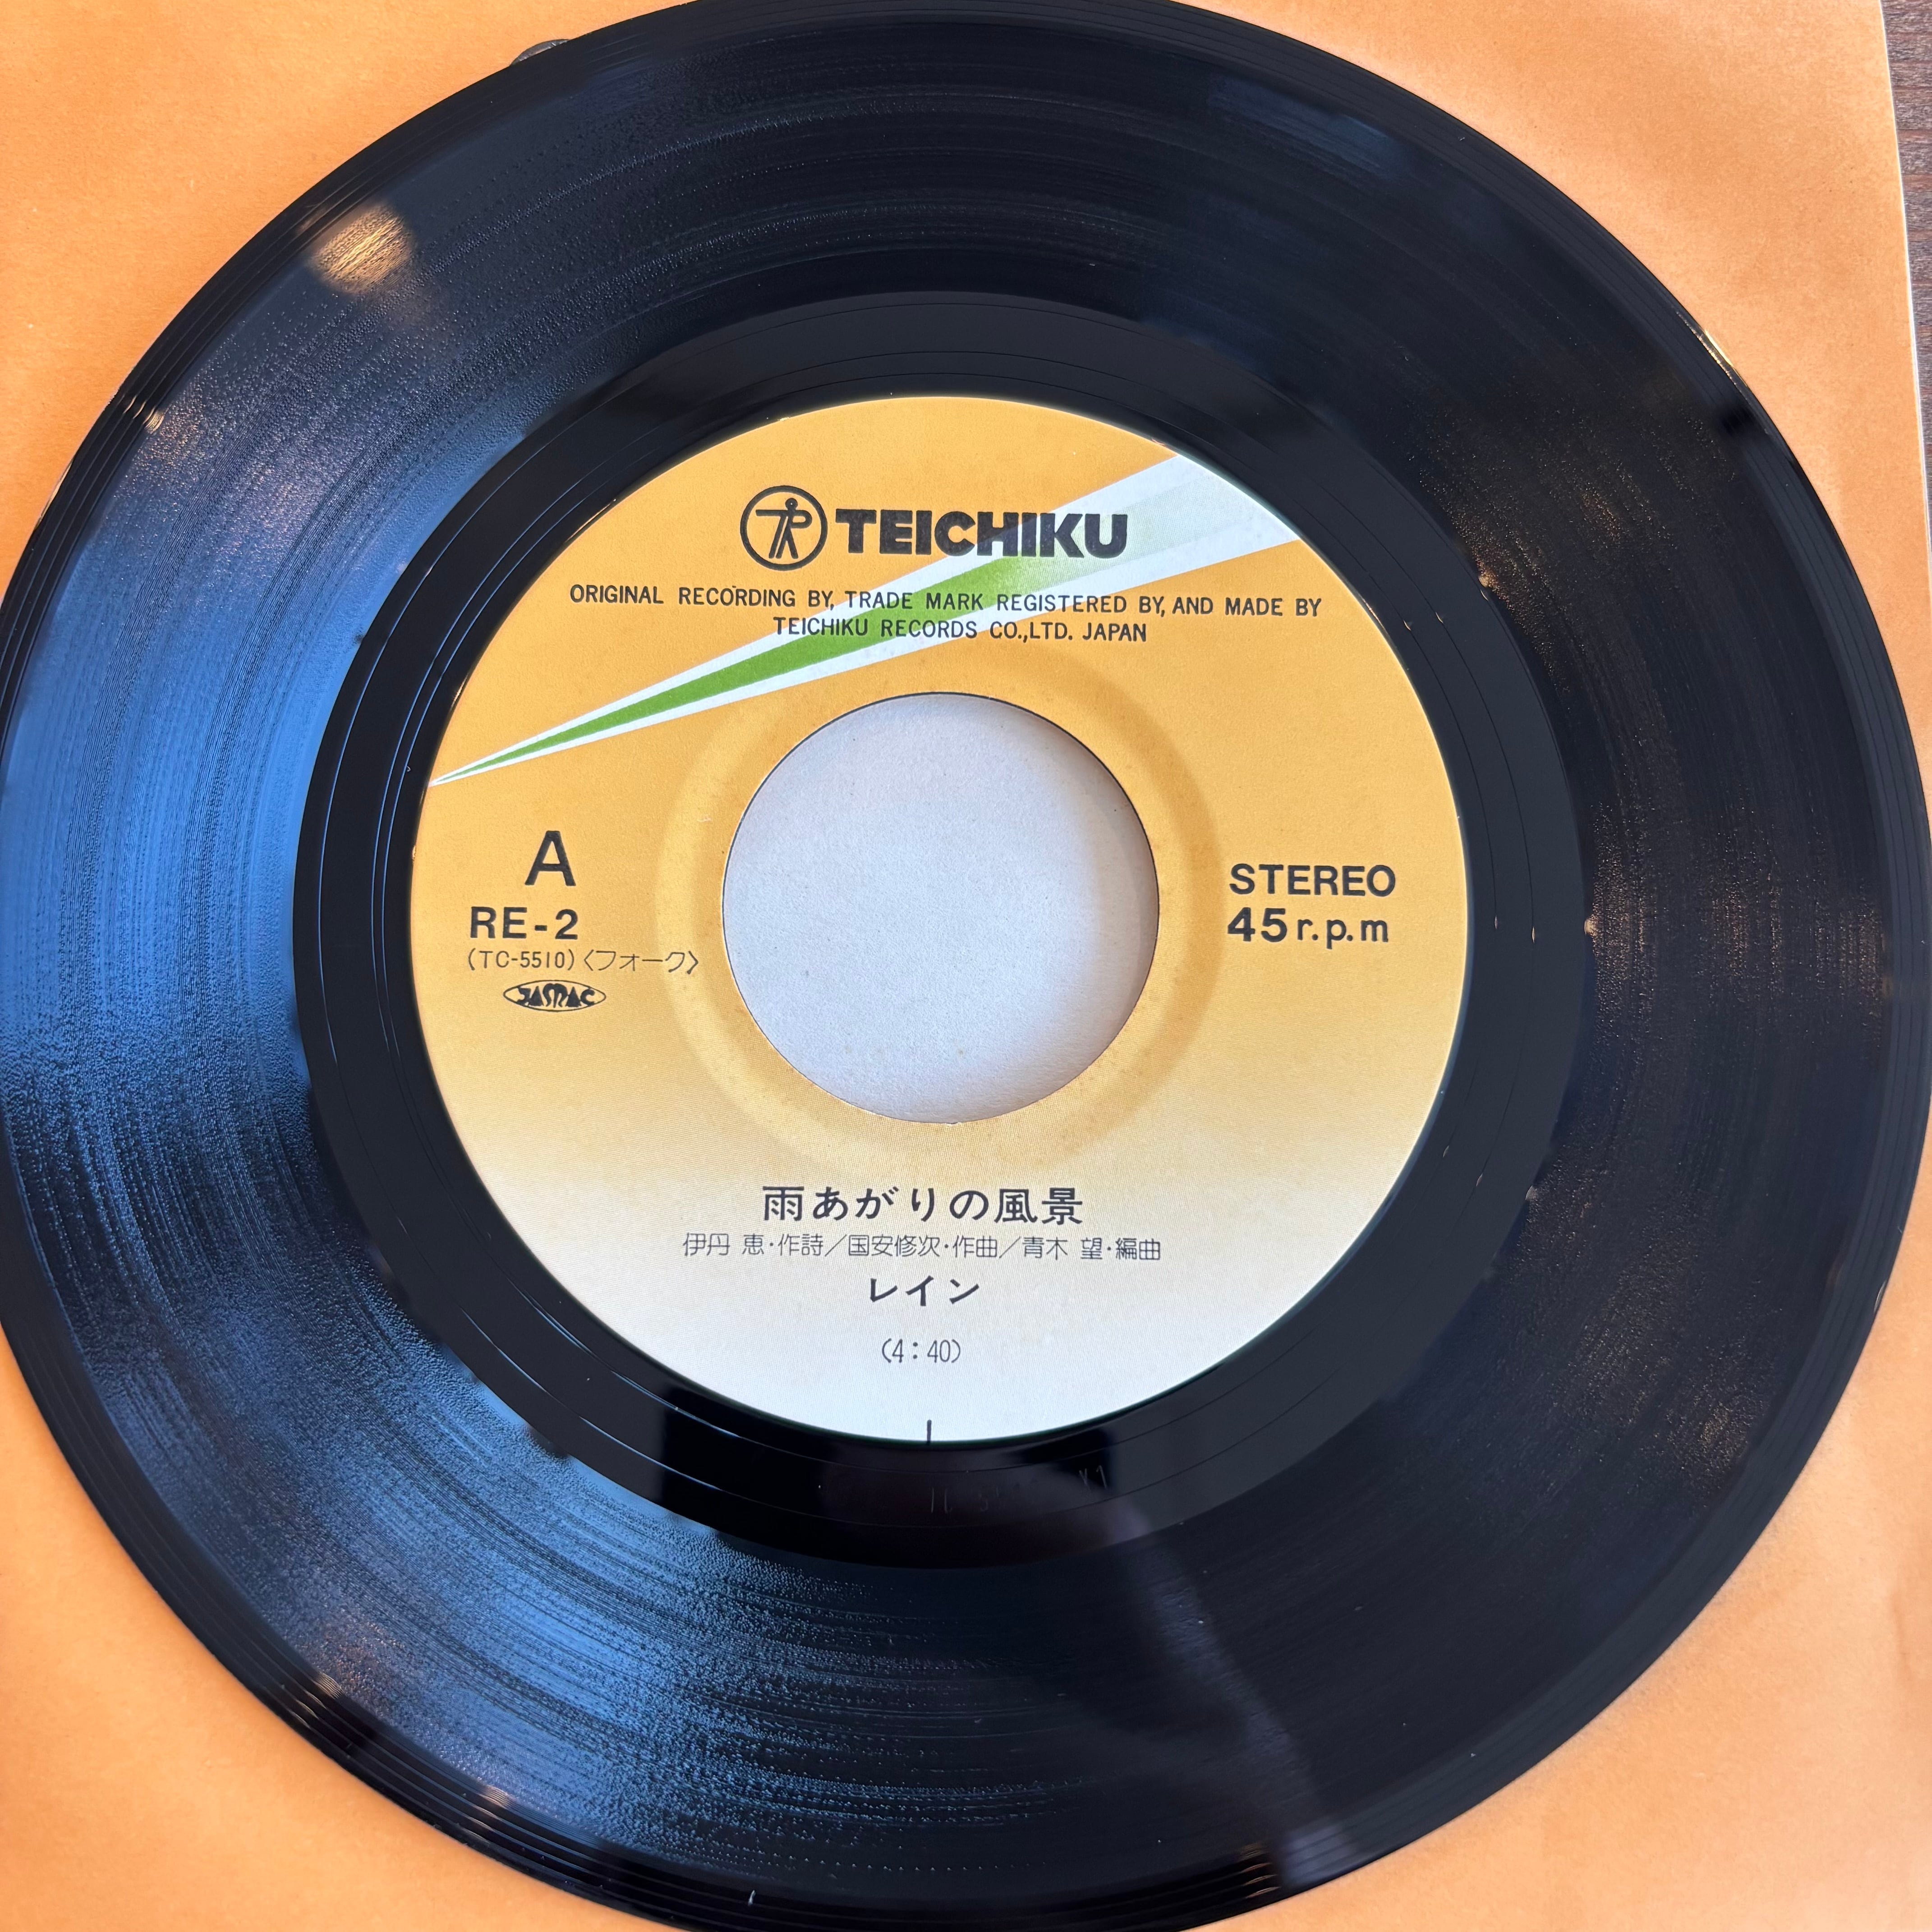 TEICHIKU
ORIGINAL RECORDING BY, TRADE MARK REGISTERED BY, AND MADE BY
TEICHIKU RECORDS CO.,LTD. JAPAN
A
RE-2
(TC-5510)〈フォーク〉
JASRAC
STEREO
45 r.p.m
雨あがりの風景
伊丹 恵・作詩／国安修次・作曲／青木 望・編曲
レイン
(4：40)